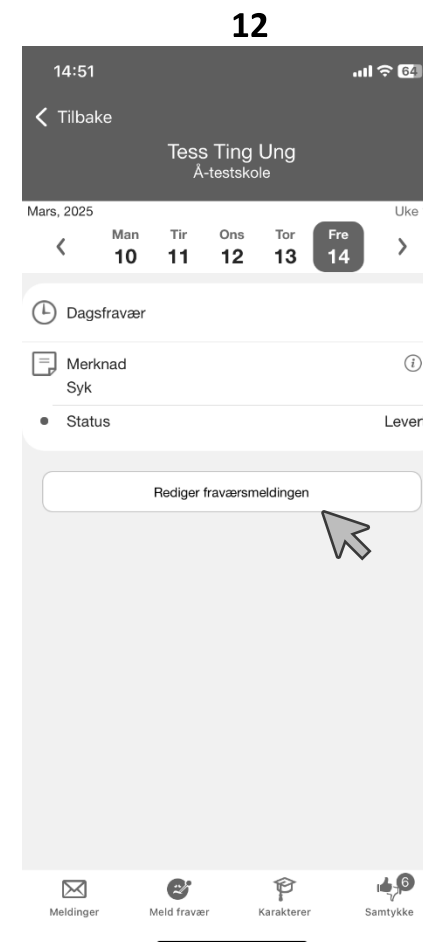 12
14:51
64
Tilbake
Tess Ting Ung
Å-testskole
Mars, 2025
Uke
Man Tir Ons Tor Fre
10 11 12 13 14
Dagsfravær
Merknad
Syk
Status
Lever
Rediger fraværsmeldingen
6
Meldinger Meld fravær Karakterer Samtykke